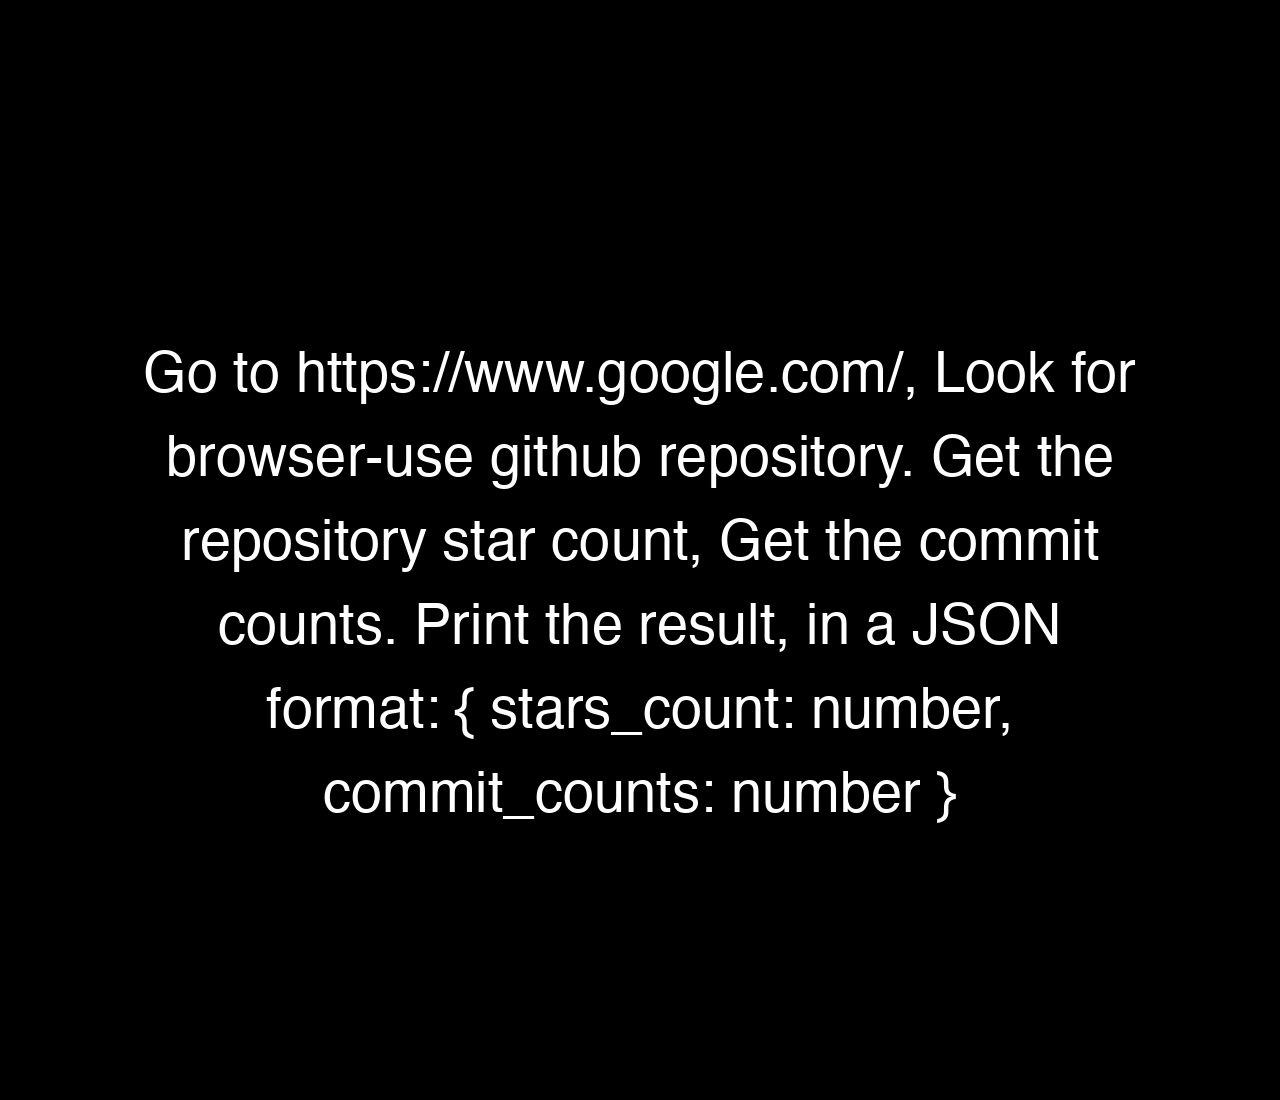 Go to https://www.google.com/, Look for
browser-use github repository. Get the
repository star count, Get the commit
counts. Print the result, in a JSON
format: { stars_count: number,
commit_counts: number }